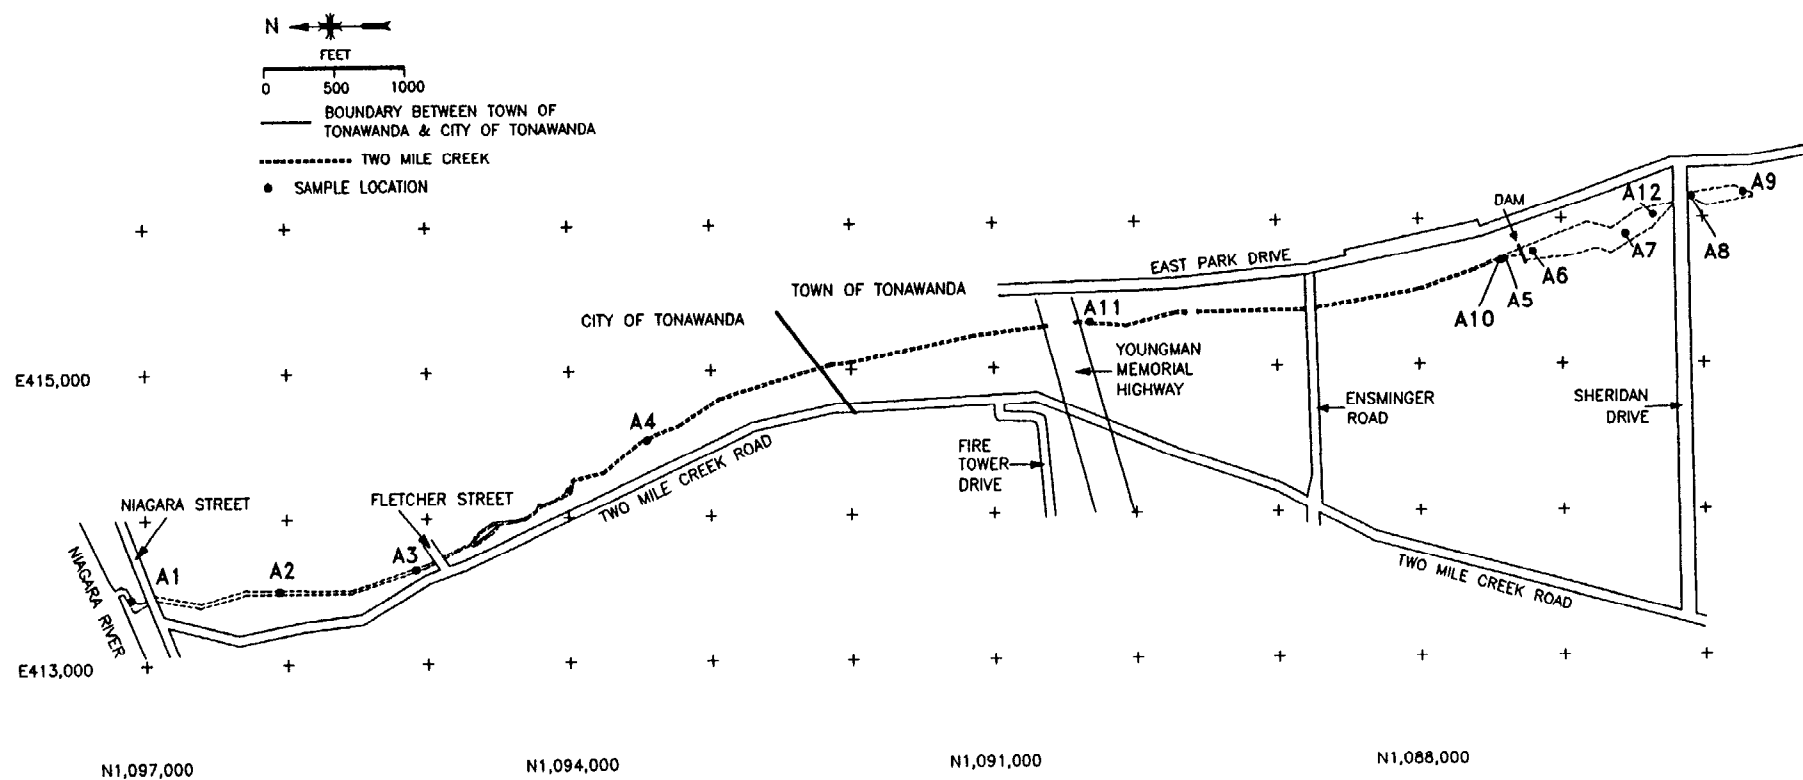 N
FEET
0 500 1000
BOUNDARY BETWEEN TOWN OF
TONAWANDA & CITY OF TONAWANDA
TWO MILE CREEK
SAMPLE LOCATION
A9
A12
DAM
A7
A8
A6
A5
A10
EAST PARK DRIVE
TOWN OF TONAWANDA
CITY OF TONAWANDA
A11
YOUNGMAN
MEMORIAL
HIGHWAY
E415,000
ENSMINGER
ROAD
SHERIDAN
DRIVE
A4
FIRE
TOWER
DRIVE
TWO MILE CREEK ROAD
NIAGARA STREET
FLETCHER STREET
A3
A2
A1
NIAGARA RIVER
TWO MILE CREEK ROAD
E413,000
N1,097,000
N1,094,000
N1,091,000
N1,088,000